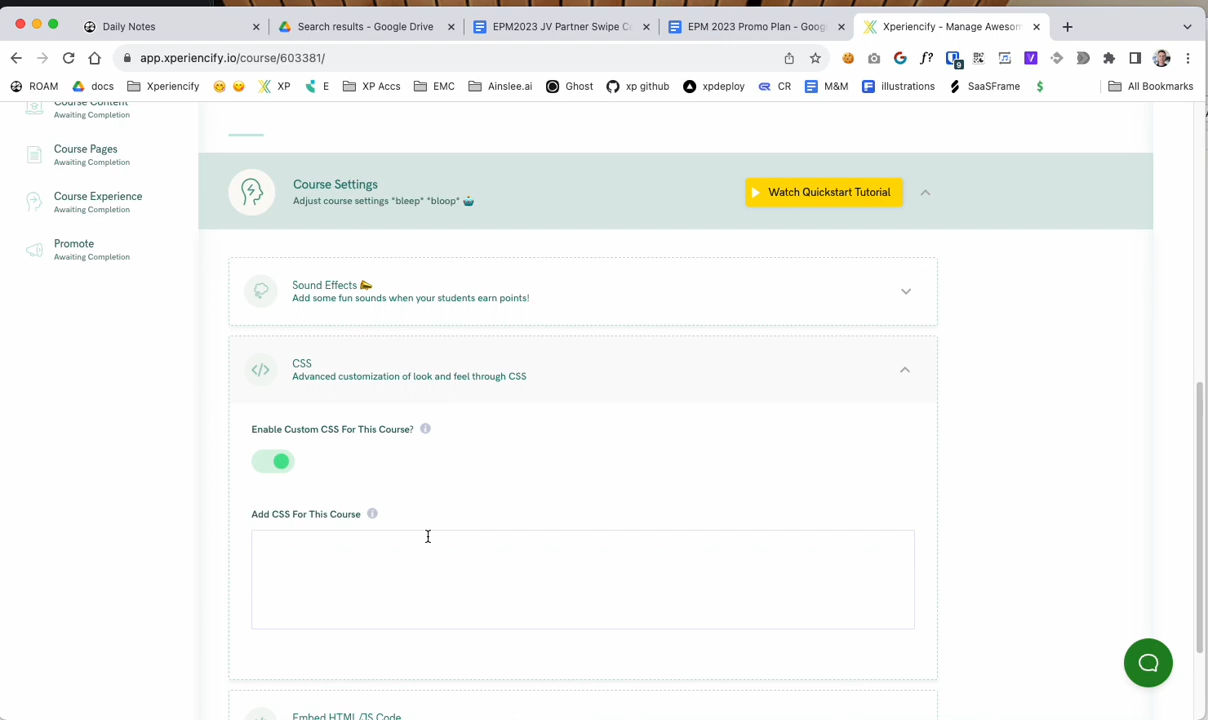 Daily Notes
Search results - Google Drive
EPM2023 JV Partner Swipe Co
EPM 2023 Promo Plan - Goog
Xperiencify - Manage Awesom
app.xperiencify.io/course/603381/
9
ROAM
docs
Xperiencify
XP
E
XP Accs
EMC
Ainslee.ai
Ghost
xp github
xpdeploy
CR
M&M
illustrations
SaaSFrame
All Bookmarks
Course Content
Awaiting Completion
Course Pages
Awaiting Completion
Course Experience
Awaiting Completion
Promote
Awaiting Completion
Course Settings
Adjust course settings *bleep* *bloop*
Watch Quickstart Tutorial
Sound Effects
Add some fun sounds when your students earn points!
CSS
Advanced customization of look and feel through CSS
Enable Custom CSS For This Course?
Add CSS For This Course
Embed HTML/JS Code